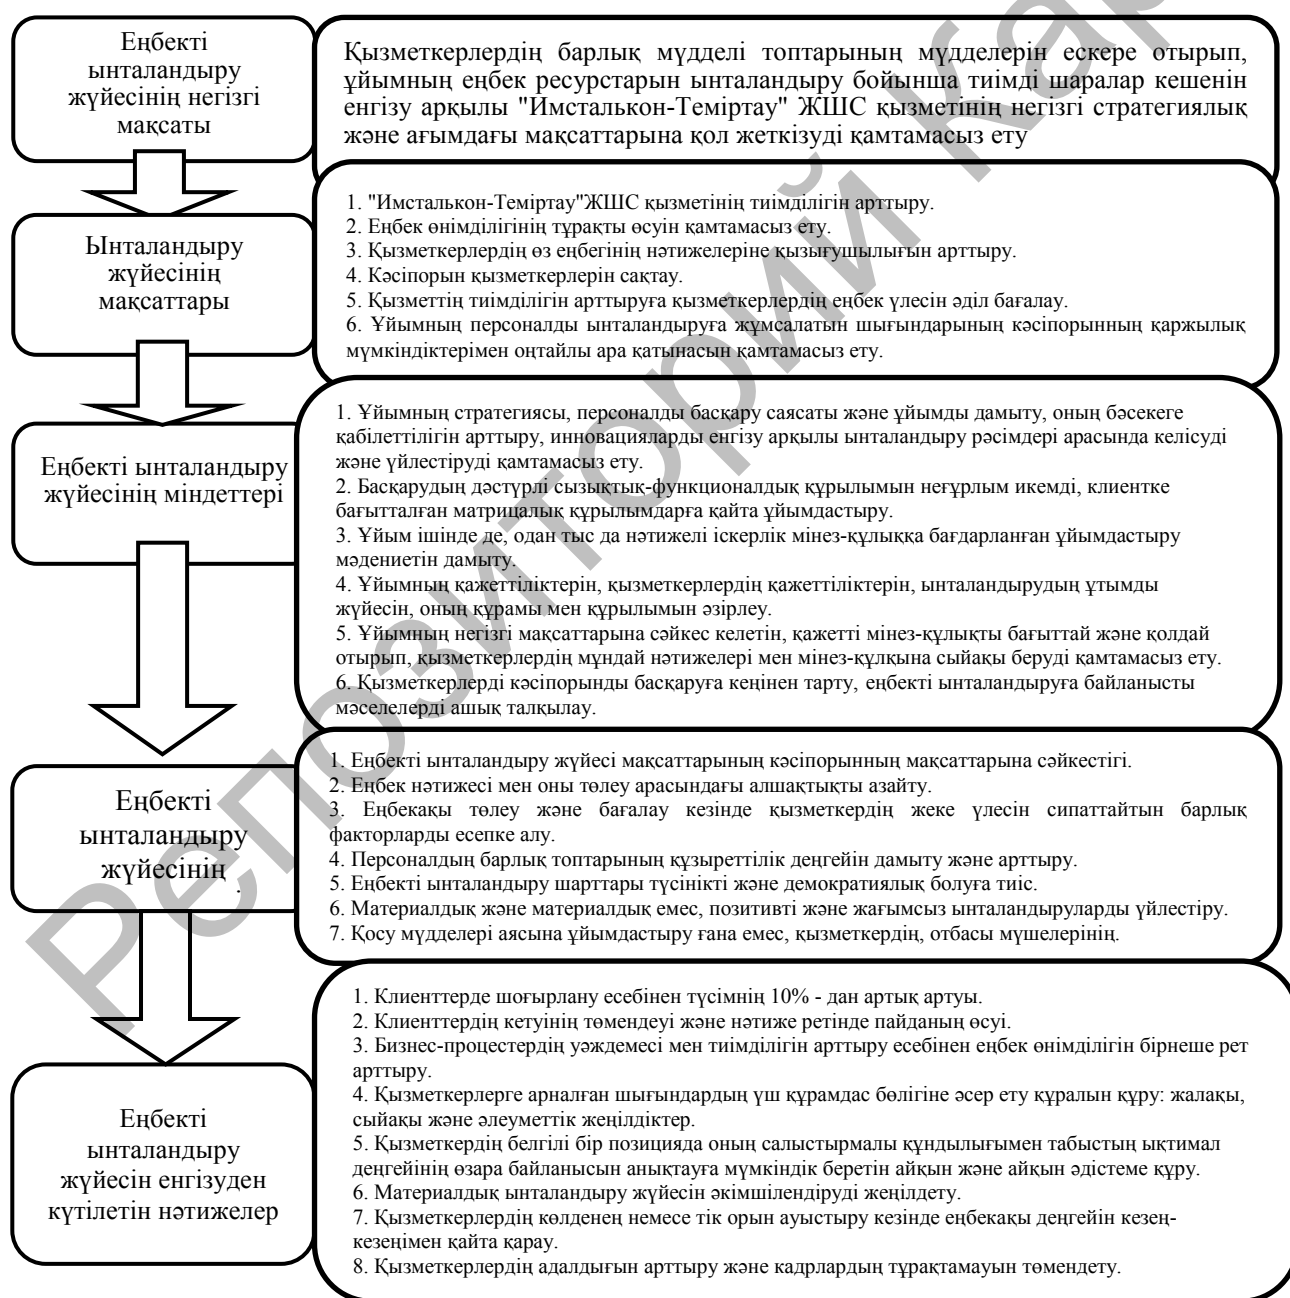 Еңбекті
ынталандыру
жүйесінің негізгі
мақсаты
Қызметкерлердің барлық мүдделі топтарының мүдделерін ескере отырып,
ұйымның еңбек ресурстарын ынталандыру бойынша тиімді шаралар кешенін
енгізу арқылы "Имсталькон-Теміртау" ЖШС қызметінің негізгі стратегиялық
және ағымдағы мақсаттарына қол жеткізуді қамтамасыз ету
Ынталандыру
жүйесінің
мақсаттары
1. "Имсталькон-Теміртау"ЖШС қызметінің тиімділігін арттыру.
2. Еңбек өнімділігінің тұрақты өсуін қамтамасыз ету.
3. Қызметкерлердің өз еңбегінің нәтижелеріне қызығушылығын арттыру.
4. Кәсіпорын қызметкерлерін сақтау.
5. Қызметтің тиімділігін арттыруға қызметкерлердің еңбек үлесін әділ бағалау.
6. Ұйымның персоналды ынталандыруға жұмсалатын шығындарының кәсіпорынның қаржылық
мүмкіндіктерімен оңтайлы ара қатынасын қамтамасыз ету.
Еңбекті ынталандыру
жүйесінің міндеттері
1. Ұйымның стратегиясы, персоналды басқару саясаты және ұйымды дамыту, оның бәсекеге
қабілеттілігін арттыру, инновацияларды енгізу арқылы ынталандыру рәсімдері арасында келісуді
және үйлестіруді қамтамасыз ету.
2. Басқарудың дәстүрлі сызықтык-функционалдық құрылымын неғұрлым икемді, клиентке
бағытталған матрицалық құрылымдарға қайта ұйымдастыру.
3. Ұйым ішінде де, одан тыс да нәтижелі іскерлік мінез-құлыққа бағдарланған ұйымдастыру
мәдениетін дамыту.
4. Ұйымның қажеттіліктерін, қызметкерлердің қажеттіліктерін, ынталандырудың ұтымды
жүйесін, оның құрамы мен құрылымын әзірлеу.
5. Ұйымның негізгі мақсаттарына сәйкес келетін, қажетті мінез-құлықты бағыттай және қолдай
отырып, қызметкерлердің мұндай нәтижелері мен мінез-құлқына сыйақы беруді қамтамасыз ету.
6. Қызметкерлерді кәсіпорынды басқаруға кеңінен тарту, еңбекті ынталандыруға байланысты
мәселелерді ашық талқылау.
Еңбекті
ынталандыру
жүйесінің
1. Еңбекті ынталандыру жүйесі мақсаттарының кәсіпорынның мақсаттарына сәйкестігі.
2. Еңбек нәтижесі мен оны төлеу арасындағы алшақтықты азайту.
3. Еңбекақы төлеу және бағалау кезінде қызметкердің жеке үлесін сипаттайтын барлық
факторларды есепке алу.
4. Персоналдың барлық топтарының құзыреттілік деңгейін дамыту және арттыру.
5. Еңбекті ынталандыру шарттары түсінікті және демократиялық болуға тиіс.
6. Материалдық және материалдық емес, позитивті және жағымсыз ынталандыруларды үйлестіру.
7. Қосу мүдделері аясына ұйымдастыру ғана емес, қызметкердің, отбасы мүшелерінің.
Еңбекті
ынталандыру
жүйесін енгізуден
күтілетін нәтижелер
1. Клиенттерде шоғырлану есебінен түсімнің 10% - дан артық артуы.
2. Клиенттердің кетуінің төмендеуі және нәтиже ретінде пайданың өсуі.
3. Бизнес-процестердің уәждемесі мен тиімділігін арттыру есебінен еңбек өнімділігін бірнеше рет
арттыру.
4. Қызметкерлерге арналған шығындардың үш құрамдас бөлігіне әсер ету құралын құру: жалақы,
сыйақы және әлеуметтік жеңілдіктер.
5. Қызметкердің белгілі бір позицияда оның салыстырмалы құндылығымен табыстың ықтимал
деңгейінің өзара байланысын анықтауға мүмкіндік беретін айқын және айқын әдістеме құру.
6. Материалдық ынталандыру жүйесін әкімшілендіруді жеңілдету.
7. Қызметкерлердің көлденең немесе тік орын ауыстыру кезінде еңбекақы деңгейін кезең-
кезеңімен қайта қарау.
8. Қызметкерлердің адалдығын арттыру және кадрлардың тұрақтамауын төмендету.
Репозиторий Кар